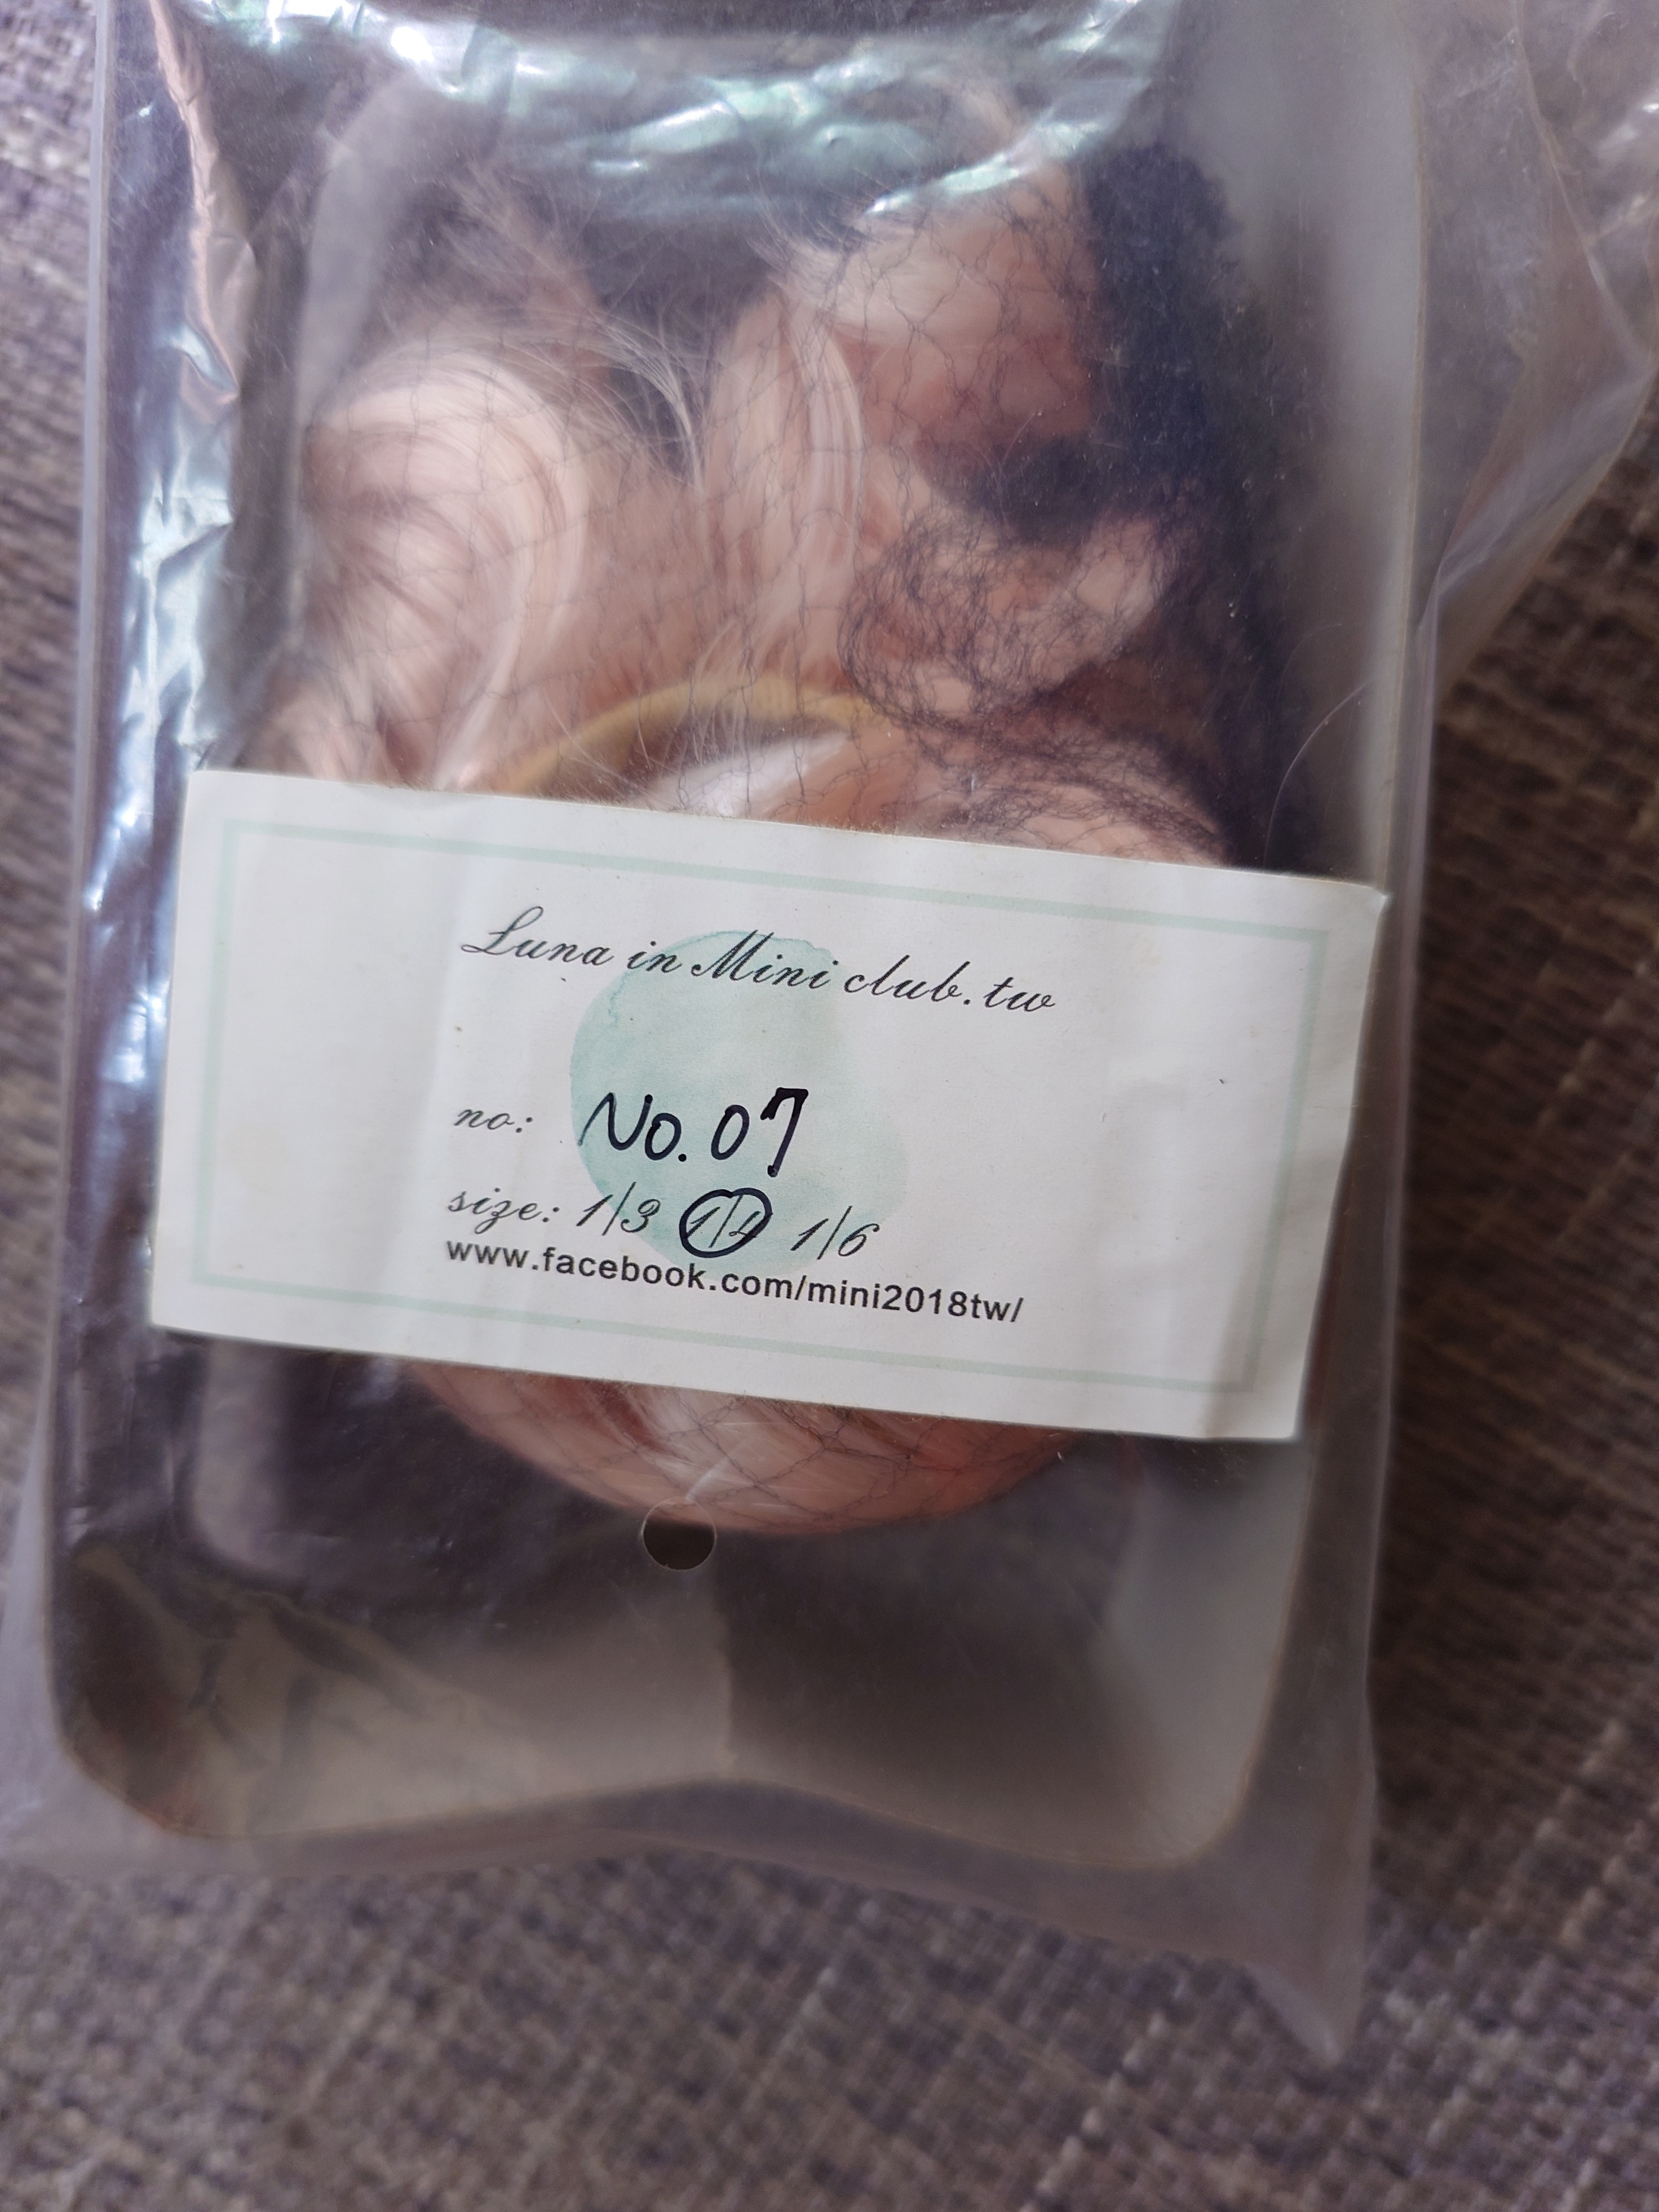 Luna in Mini club.tw
no: No. 07
size: 1/3 1/4 1/6
www.facebook.com/mini2018tw/